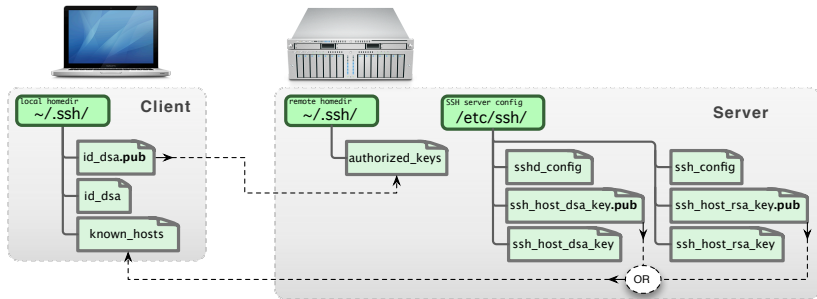 Client
local homedir
~/.ssh/
id_dsa.pub
id_dsa
known_hosts
Server
remote homedir
~/.ssh/
authorized_keys
SSH server config
/etc/ssh/
sshd_config
ssh_host_dsa_key.pub
ssh_host_dsa_key
ssh_config
ssh_host_rsa_key.pub
ssh_host_rsa_key
OR